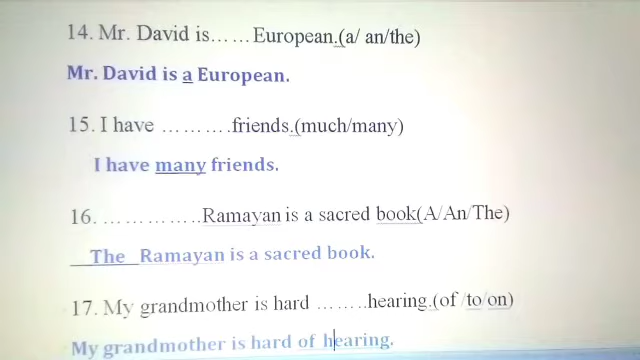 14. Mr. David is…… European.(a/ an/the)
Mr. David is a European.
15. I have ……….friends.(much/many)
I have many friends.
16. …………..Ramayan is a sacred book(A/An/The)
__The_ Ramayan is a sacred book.
17. My grandmother is hard ……..hearing.(of /to/on)
My grandmother is hard of hearing.